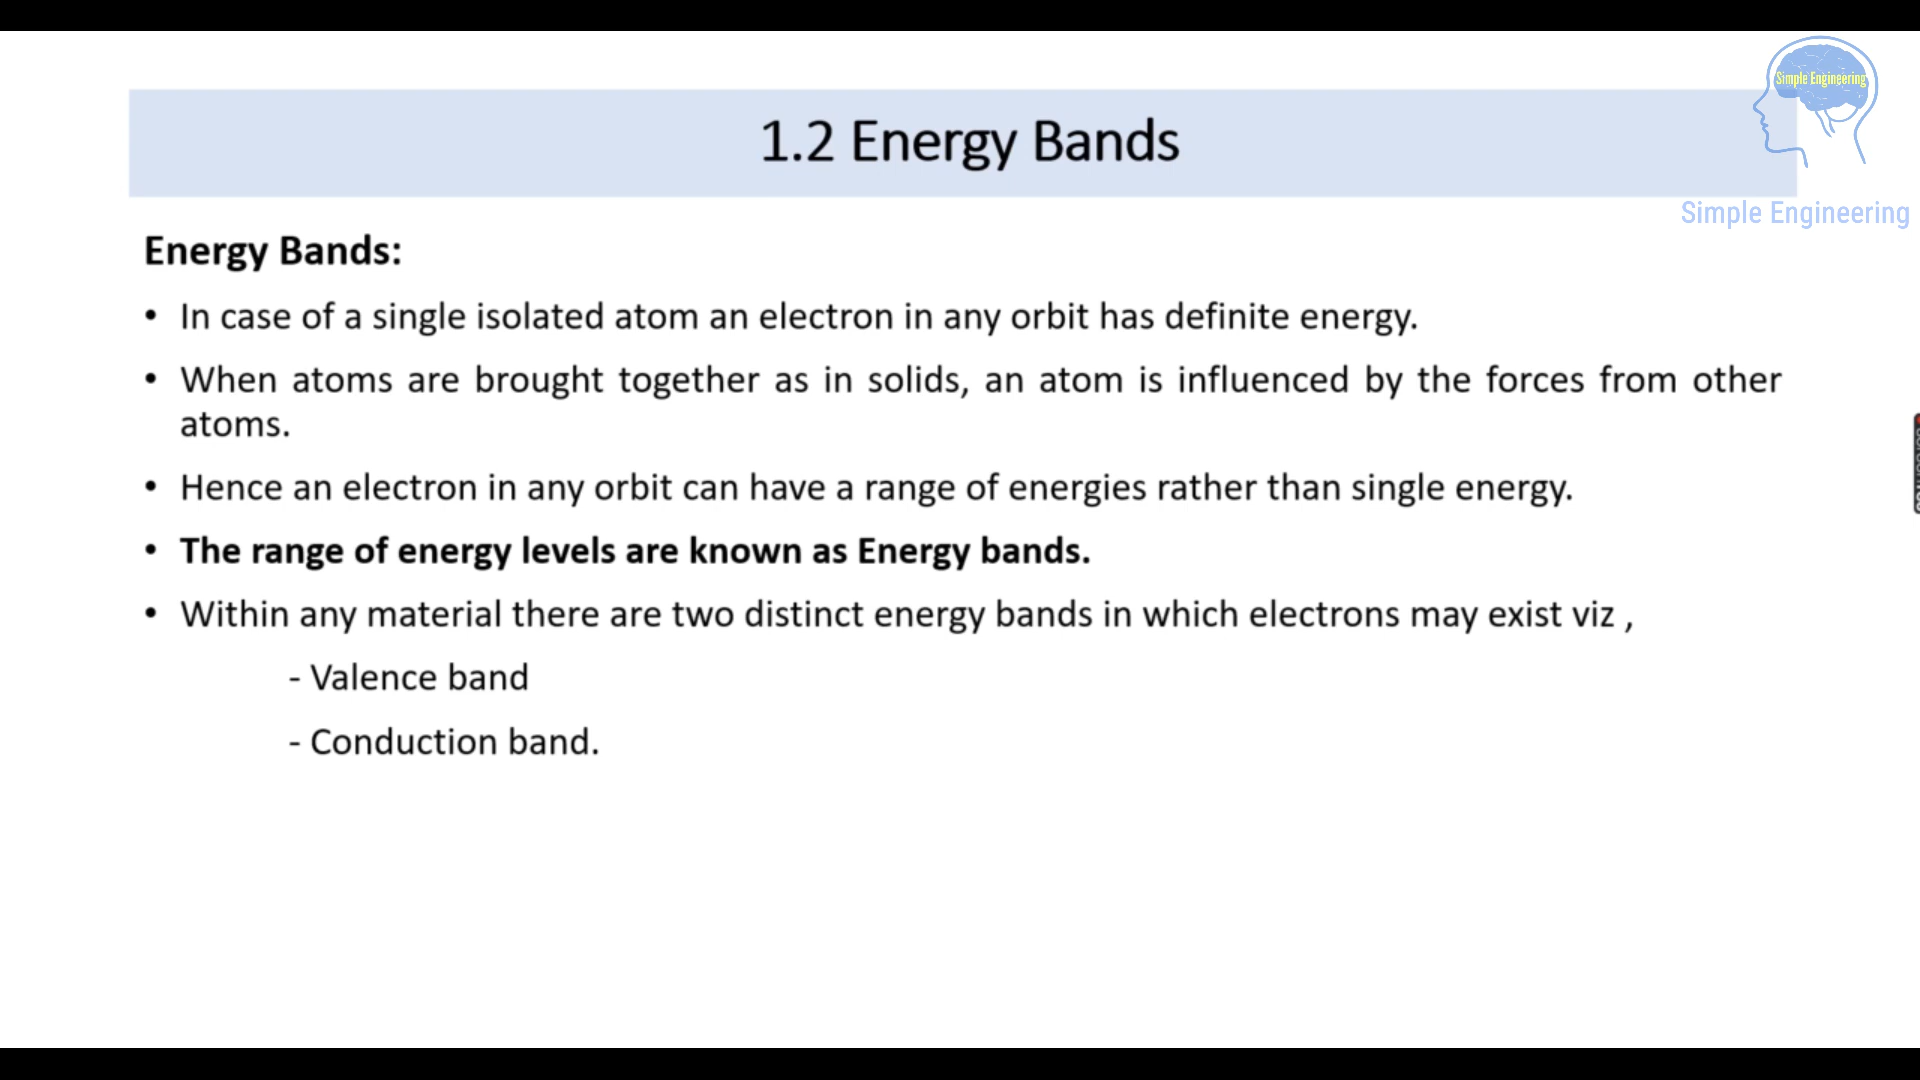 Simple Engineering
1.2 Energy Bands
Simple Engineering
Energy Bands:
• In case of a single isolated atom an electron in any orbit has definite energy.
• When atoms are brought together as in solids, an atom is influenced by the forces from other
atoms.
• Hence an electron in any orbit can have a range of energies rather than single energy.
• The range of energy levels are known as Energy bands.
• Within any material there are two distinct energy bands in which electrons may exist viz ,
- Valence band
- Conduction band.